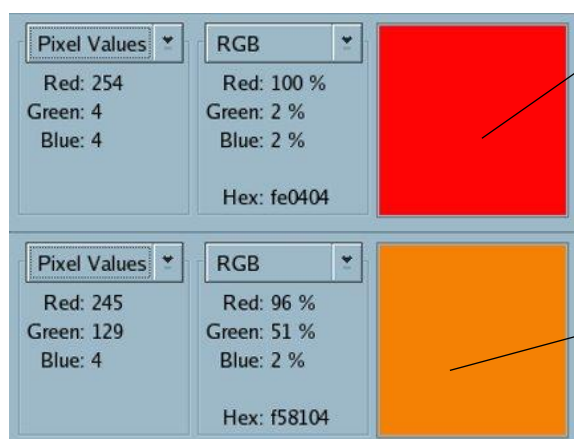 Pixel Values RGB
Red: 254 Red: 100 %
Green: 4 Green: 2 %
Blue: 4 Blue: 2 %
Hex: fe0404
Pixel Values RGB
Red: 245 Red: 96 %
Green: 129 Green: 51 %
Blue: 4 Blue: 2 %
Hex: f58104